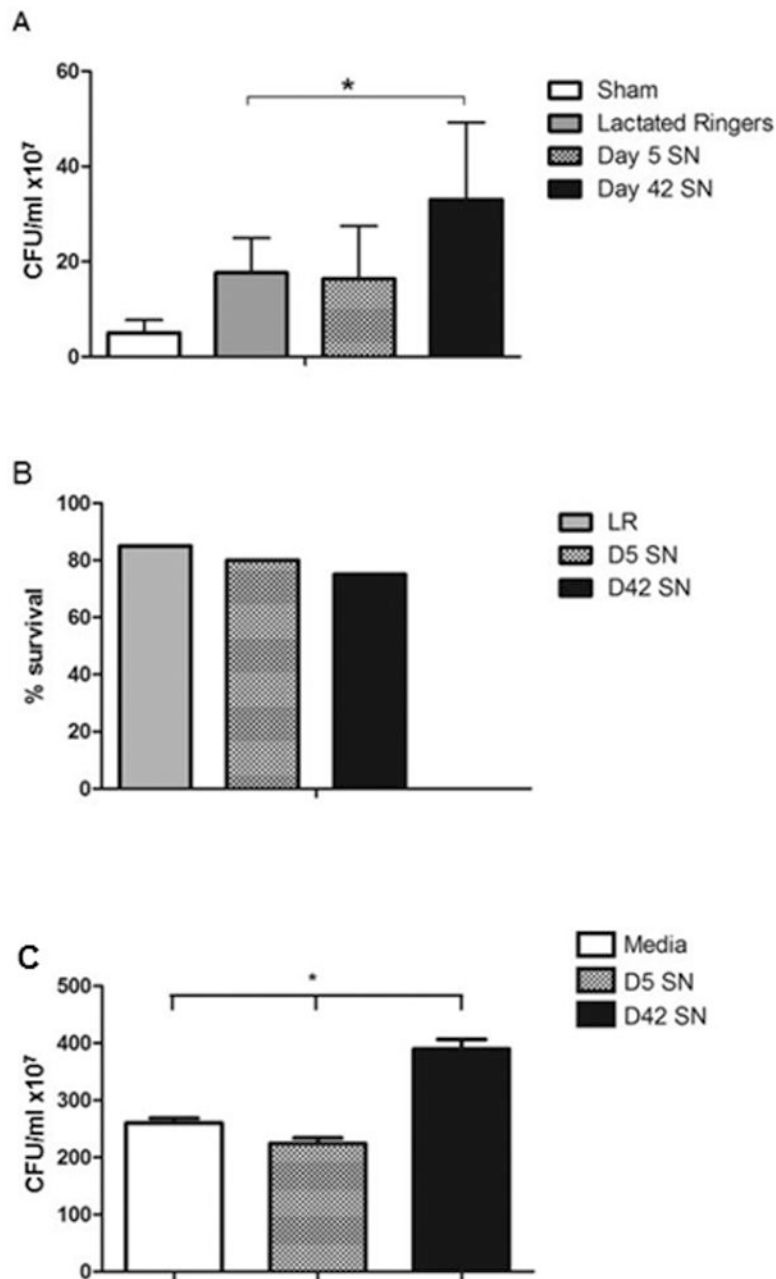 A
60
40
20
0
CFU/ml x10⁷
*
Sham
Lactated Ringers
Day 5 SN
Day 42 SN
B
100
80
60
40
20
0
% survival
LR
D5 SN
D42 SN
C
500
400
300
200
100
0
CFU/ml x10⁷
*
Media
D5 SN
D42 SN